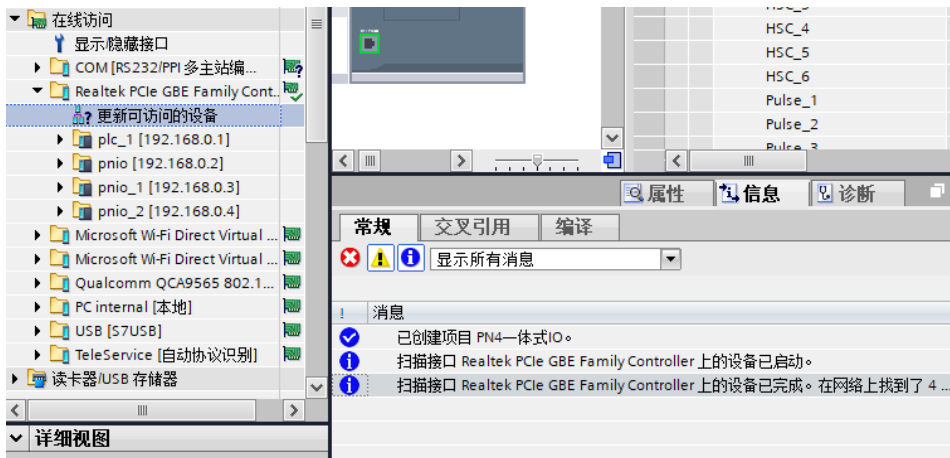 在线访问
显示/隐藏接口
COM [RS232/PPI 多主站编...
Realtek PCIe GBE Family Cont..
更新可访问的设备
plc_1 [192.168.0.1]
pnio [192.168.0.2]
pnio_1 [192.168.0.3]
pnio_2 [192.168.0.4]
Microsoft Wi-Fi Direct Virtual ...
Microsoft Wi-Fi Direct Virtual ...
Qualcomm QCA9565 802.1...
PC internal [本地]
USB [S7USB]
TeleService [自动协议识别]
读卡器/USB 存储器
详细视图
HSC_4
HSC_5
HSC_6
Pulse_1
Pulse_2
Pulse_3
属性
信息
诊断
常规
交叉引用
编译
显示所有消息
! 消息
已创建项目 PN4一体式IO。
扫描接口 Realtek PCIe GBE Family Controller 上的设备已启动。
扫描接口 Realtek PCIe GBE Family Controller 上的设备已完成。在网络上找到了 4 ...